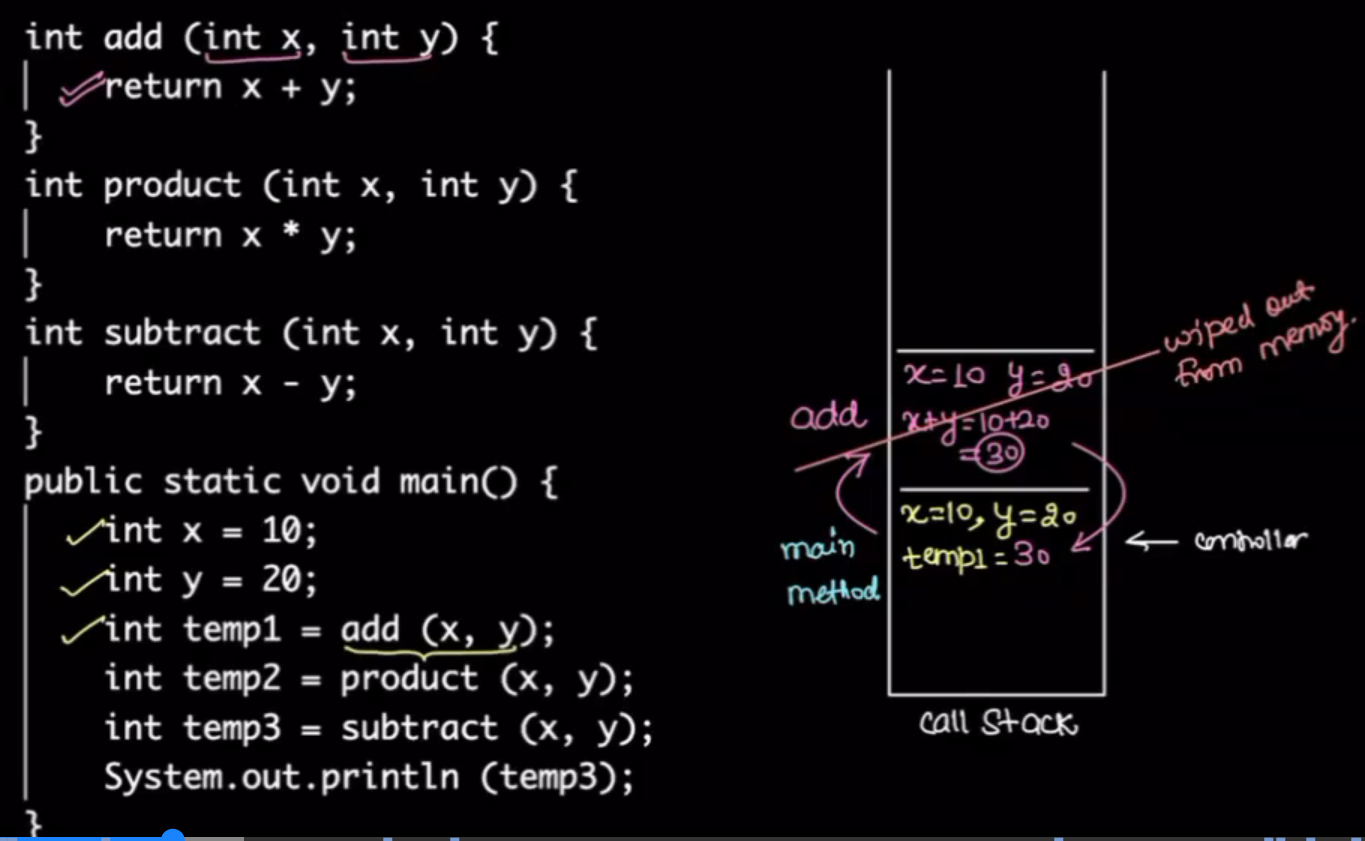 int add (int x, int y) {
return x + y;
}
int product (int x, int y) {
return x * y;
}
int subtract (int x, int y) {
return x - y;
}
public static void main() {
int x = 10;
int y = 20;
int temp1 = add (x, y);
int temp2 = product (x, y);
int temp3 = subtract (x, y);
System.out.println (temp3);
}
wiped out
from memory.
add
x=10 y=20
x+y=10+20
=30
main
method
x=10, y=20
temp1=30
controller
call stack